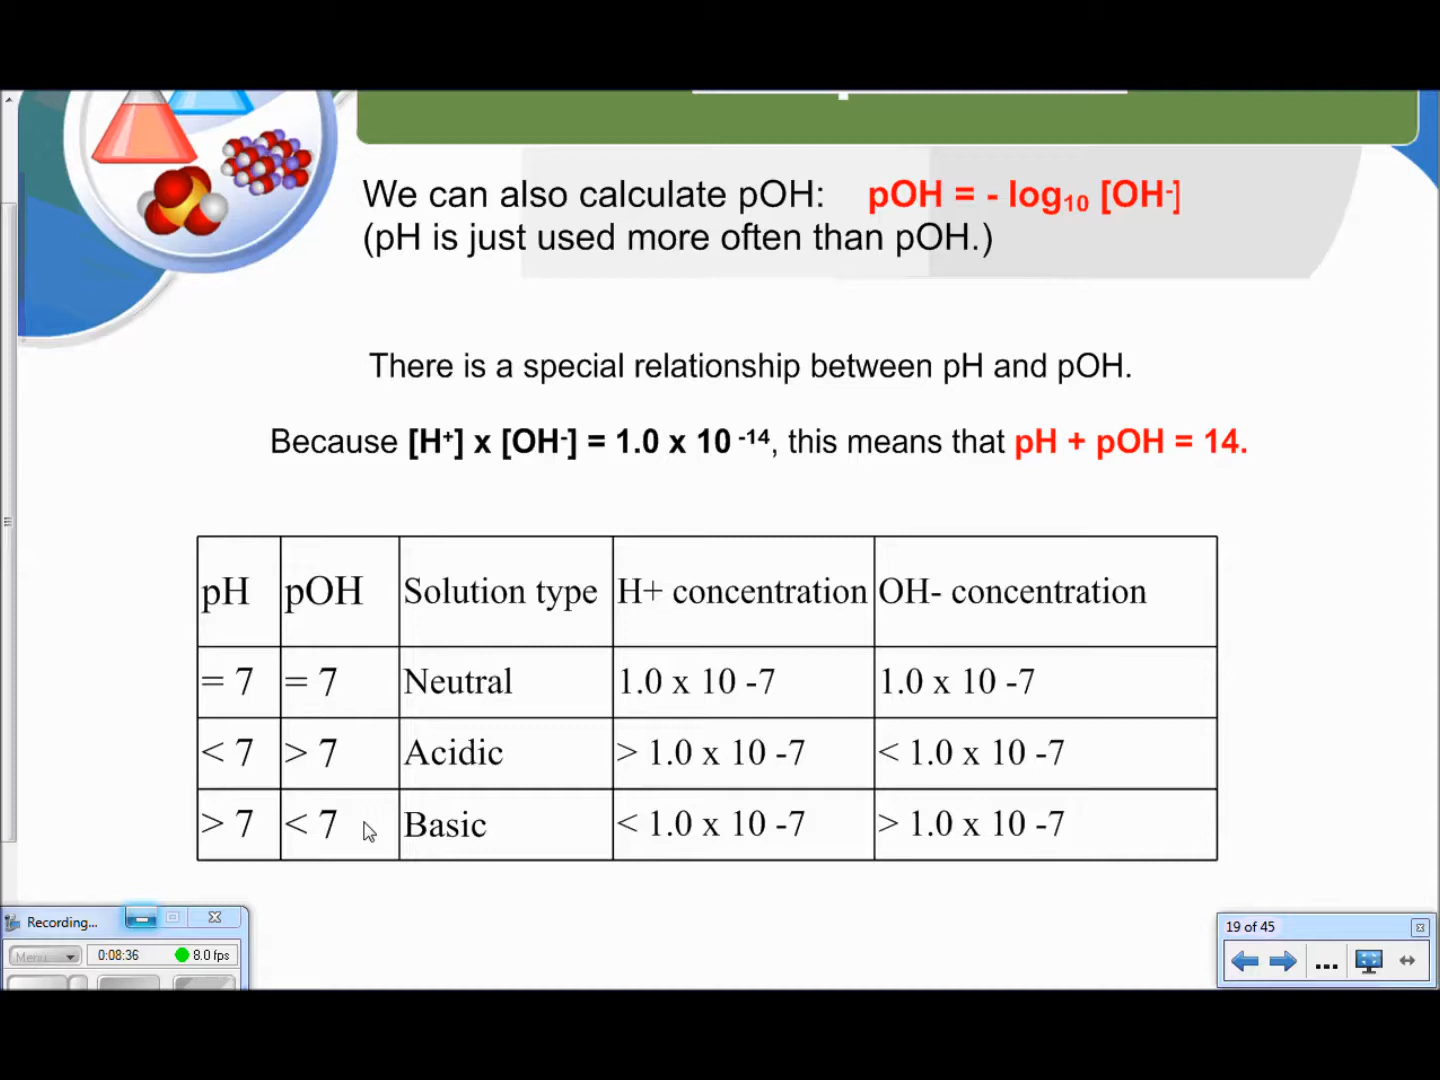 We can also calculate pOH: pOH = - log₁₀ [OH⁻]
(pH is just used more often than pOH.)
There is a special relationship between pH and pOH.
Because [H⁺] x [OH⁻] = 1.0 x 10 ⁻¹⁴, this means that pH + pOH = 14.
pH pOH Solution type H+ concentration OH- concentration
= 7 = 7 Neutral 1.0 x 10 -7 1.0 x 10 -7
< 7 > 7 Acidic > 1.0 x 10 -7 < 1.0 x 10 -7
> 7 < 7 Basic < 1.0 x 10 -7 > 1.0 x 10 -7
Recording...
Menu 0:08:36 8.0 fps
19 of 45
...